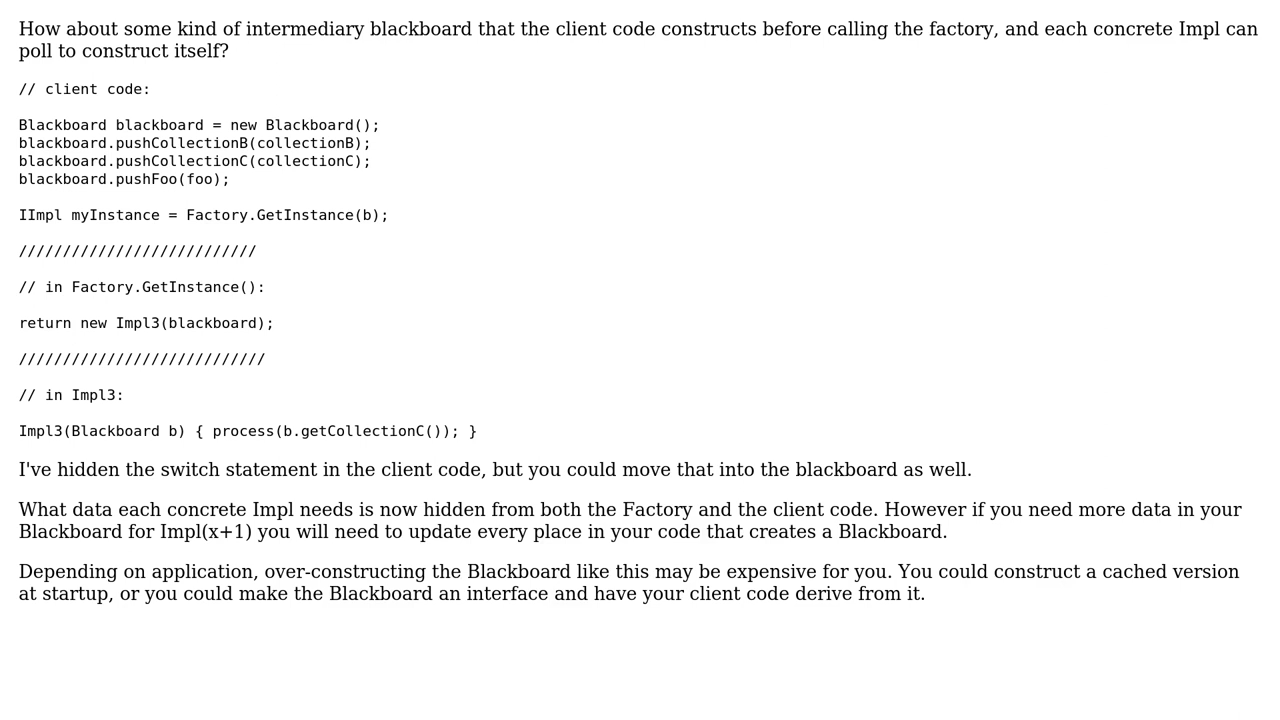 How about some kind of intermediary blackboard that the client code constructs before calling the factory, and each concrete Impl can
poll to construct itself?
// client code:
Blackboard blackboard = new Blackboard();
blackboard.pushCollectionB(collectionB);
blackboard.pushCollectionC(collectionC);
blackboard.pushFoo(foo);
IImpl myInstance = Factory.GetInstance(b);
///////////////////////////
// in Factory.GetInstance():
return new Impl3(blackboard);
////////////////////////////
// in Impl3:
Impl3(Blackboard b) { process(b.getCollectionC()); }
I've hidden the switch statement in the client code, but you could move that into the blackboard as well.
What data each concrete Impl needs is now hidden from both the Factory and the client code. However if you need more data in your
Blackboard for Impl(x+1) you will need to update every place in your code that creates a Blackboard.
Depending on application, over-constructing the Blackboard like this may be expensive for you. You could construct a cached version
at startup, or you could make the Blackboard an interface and have your client code derive from it.